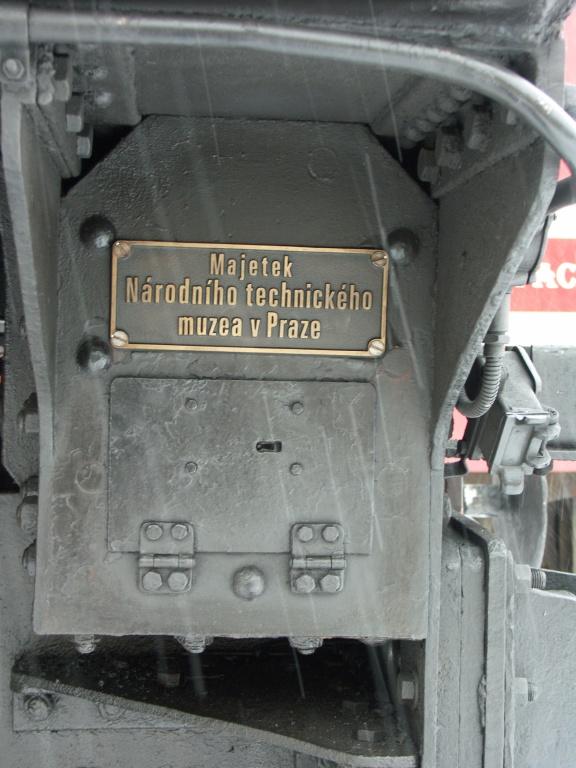 Majetek
Národního technického
muzea v Praze